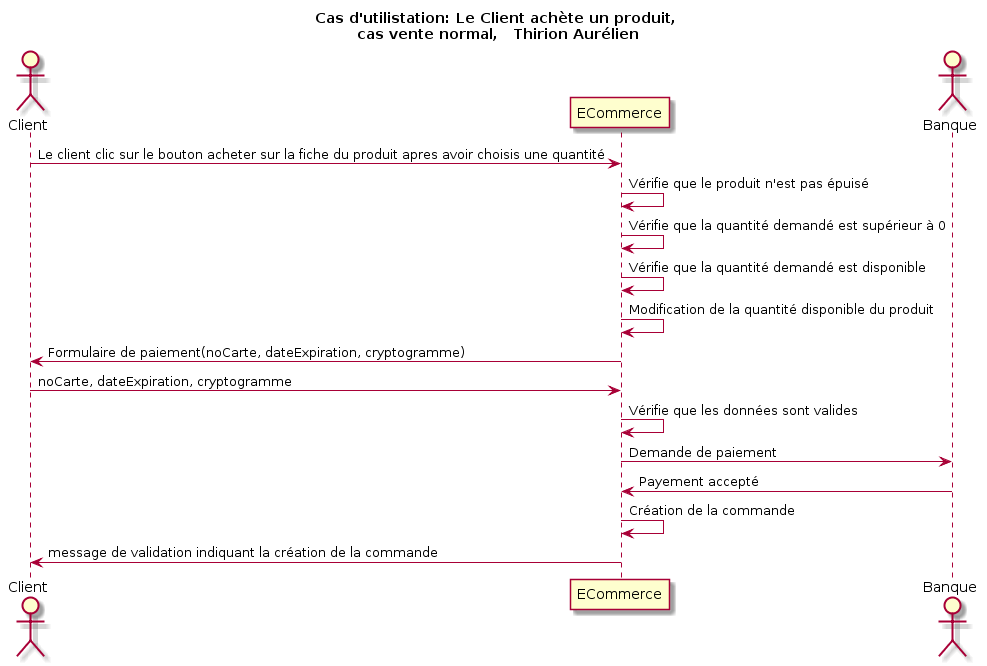 Cas d'utilistation: Le Client achète un produit,
cas vente normal,   Thirion Aurélien
Client
ECommerce
Banque
Le client clic sur le bouton acheter sur la fiche du produit apres avoir choisis une quantité
Vérifie que le produit n'est pas épuisé
Vérifie que la quantité demandé est supérieur à 0
Vérifie que la quantité demandé est disponible
Modification de la quantité disponible du produit
Formulaire de paiement(noCarte, dateExpiration, cryptogramme)
noCarte, dateExpiration, cryptogramme
Vérifie que les données sont valides
Demande de paiement
Payement accepté
Création de la commande
message de validation indiquant la création de la commande
Client
ECommerce
Banque